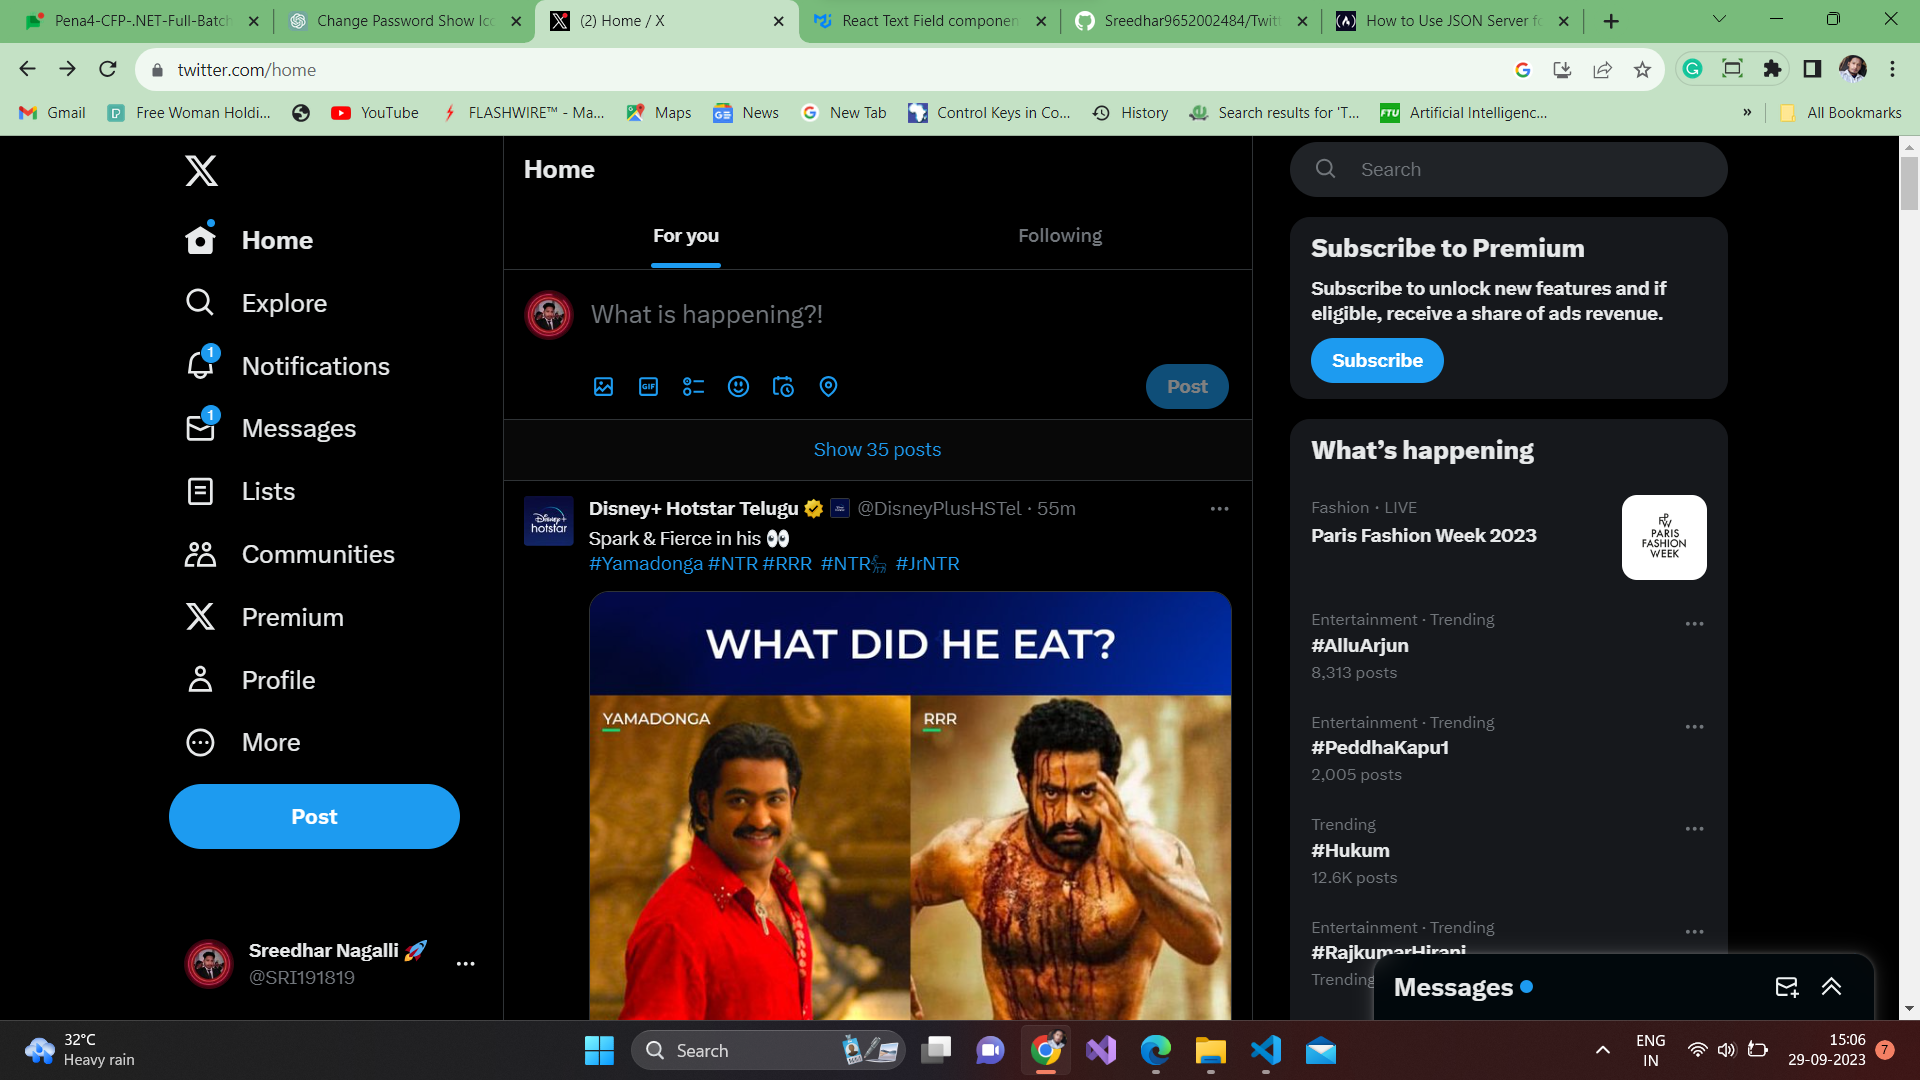 Pena4-CFP-.NET-Full-Batch
Change Password Show Ico
(2) Home / X
React Text Field componen
Sreedhar9652002484/Twitt
How to Use JSON Server fo
twitter.com/home
Gmail
Free Woman Holdi...
YouTube
FLASHWIRE™ - Ma...
Maps
News
New Tab
Control Keys in Co...
History
Search results for 'T...
FTU
Artificial Intelligenc...
»
All Bookmarks
Home
Explore
1
Notifications
1
Messages
Lists
Communities
Premium
Profile
More
Post
Sreedhar Nagalli 🚀
@SRI191819
Home
For you
Following
What is happening?!
GIF
Post
Show 35 posts
Disney+ hotstar
Disney+ Hotstar Telugu @DisneyPlusHSTel · 55m
Spark & Fierce in his 👀
#Yamadonga #NTR #RRR #NTR #JrNTR
WHAT DID HE EAT?
YAMADONGA
RRR
Search
Subscribe to Premium
Subscribe to unlock new features and if
eligible, receive a share of ads revenue.
Subscribe
What’s happening
Fashion · LIVE
Paris Fashion Week 2023
PARIS
FASHION
WEEK
Entertainment · Trending
#AlluArjun
8,313 posts
Entertainment · Trending
#PeddhaKapu1
2,005 posts
Trending
#Hukum
12.6K posts
Entertainment · Trending
#RajkumarHirani
Trending
Messages
32°C
Heavy rain
Search
ENG
IN
15:06
29-09-2023
7